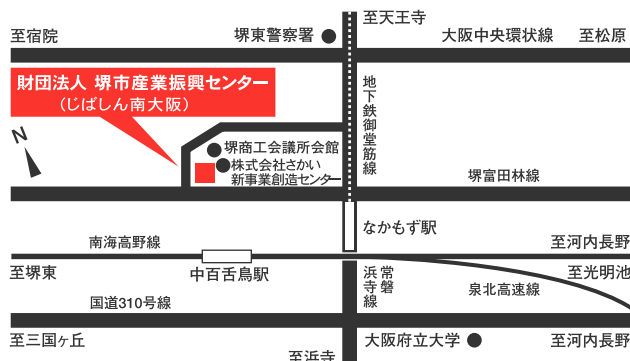 至天王寺
至宿院
堺東警察署
大阪中央環状線
至松原
財団法人 堺市産業振興センター
(じばしん南大阪)
地下鉄御堂筋線
N
堺商工会議所会館
株式会社さかい
新事業創造センター
堺富田林線
なかもず駅
南海高野線
至河内長野
至堺東
中百舌鳥駅
至光明池
常磐
浜寺線
泉北高速線
国道310号線
至三国ヶ丘
大阪府立大学
至河内長野
至浜寺